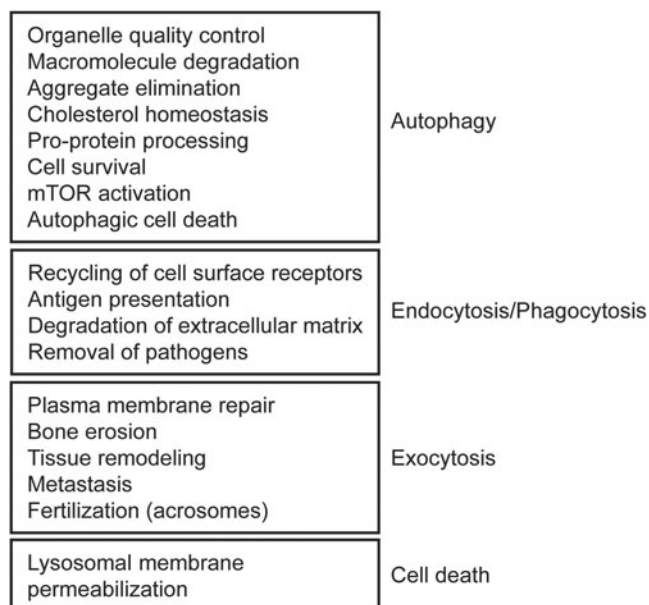 Organelle quality control
Macromolecule degradation
Aggregate elimination
Cholesterol homeostasis
Pro-protein processing
Cell survival
mTOR activation
Autophagic cell death
Autophagy
Recycling of cell surface receptors
Antigen presentation
Degradation of extracellular matrix
Removal of pathogens
Endocytosis/Phagocytosis
Plasma membrane repair
Bone erosion
Tissue remodeling
Metastasis
Fertilization (acrosomes)
Exocytosis
Lysosomal membrane
permeabilization
Cell death